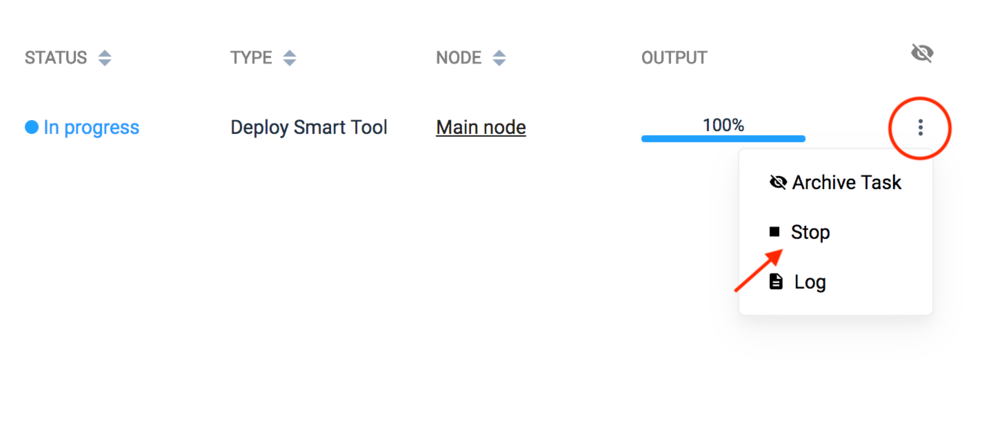 STATUS TYPE NODE OUTPUT
In progress Deploy Smart Tool Main node 100%
Archive Task
Stop
Log